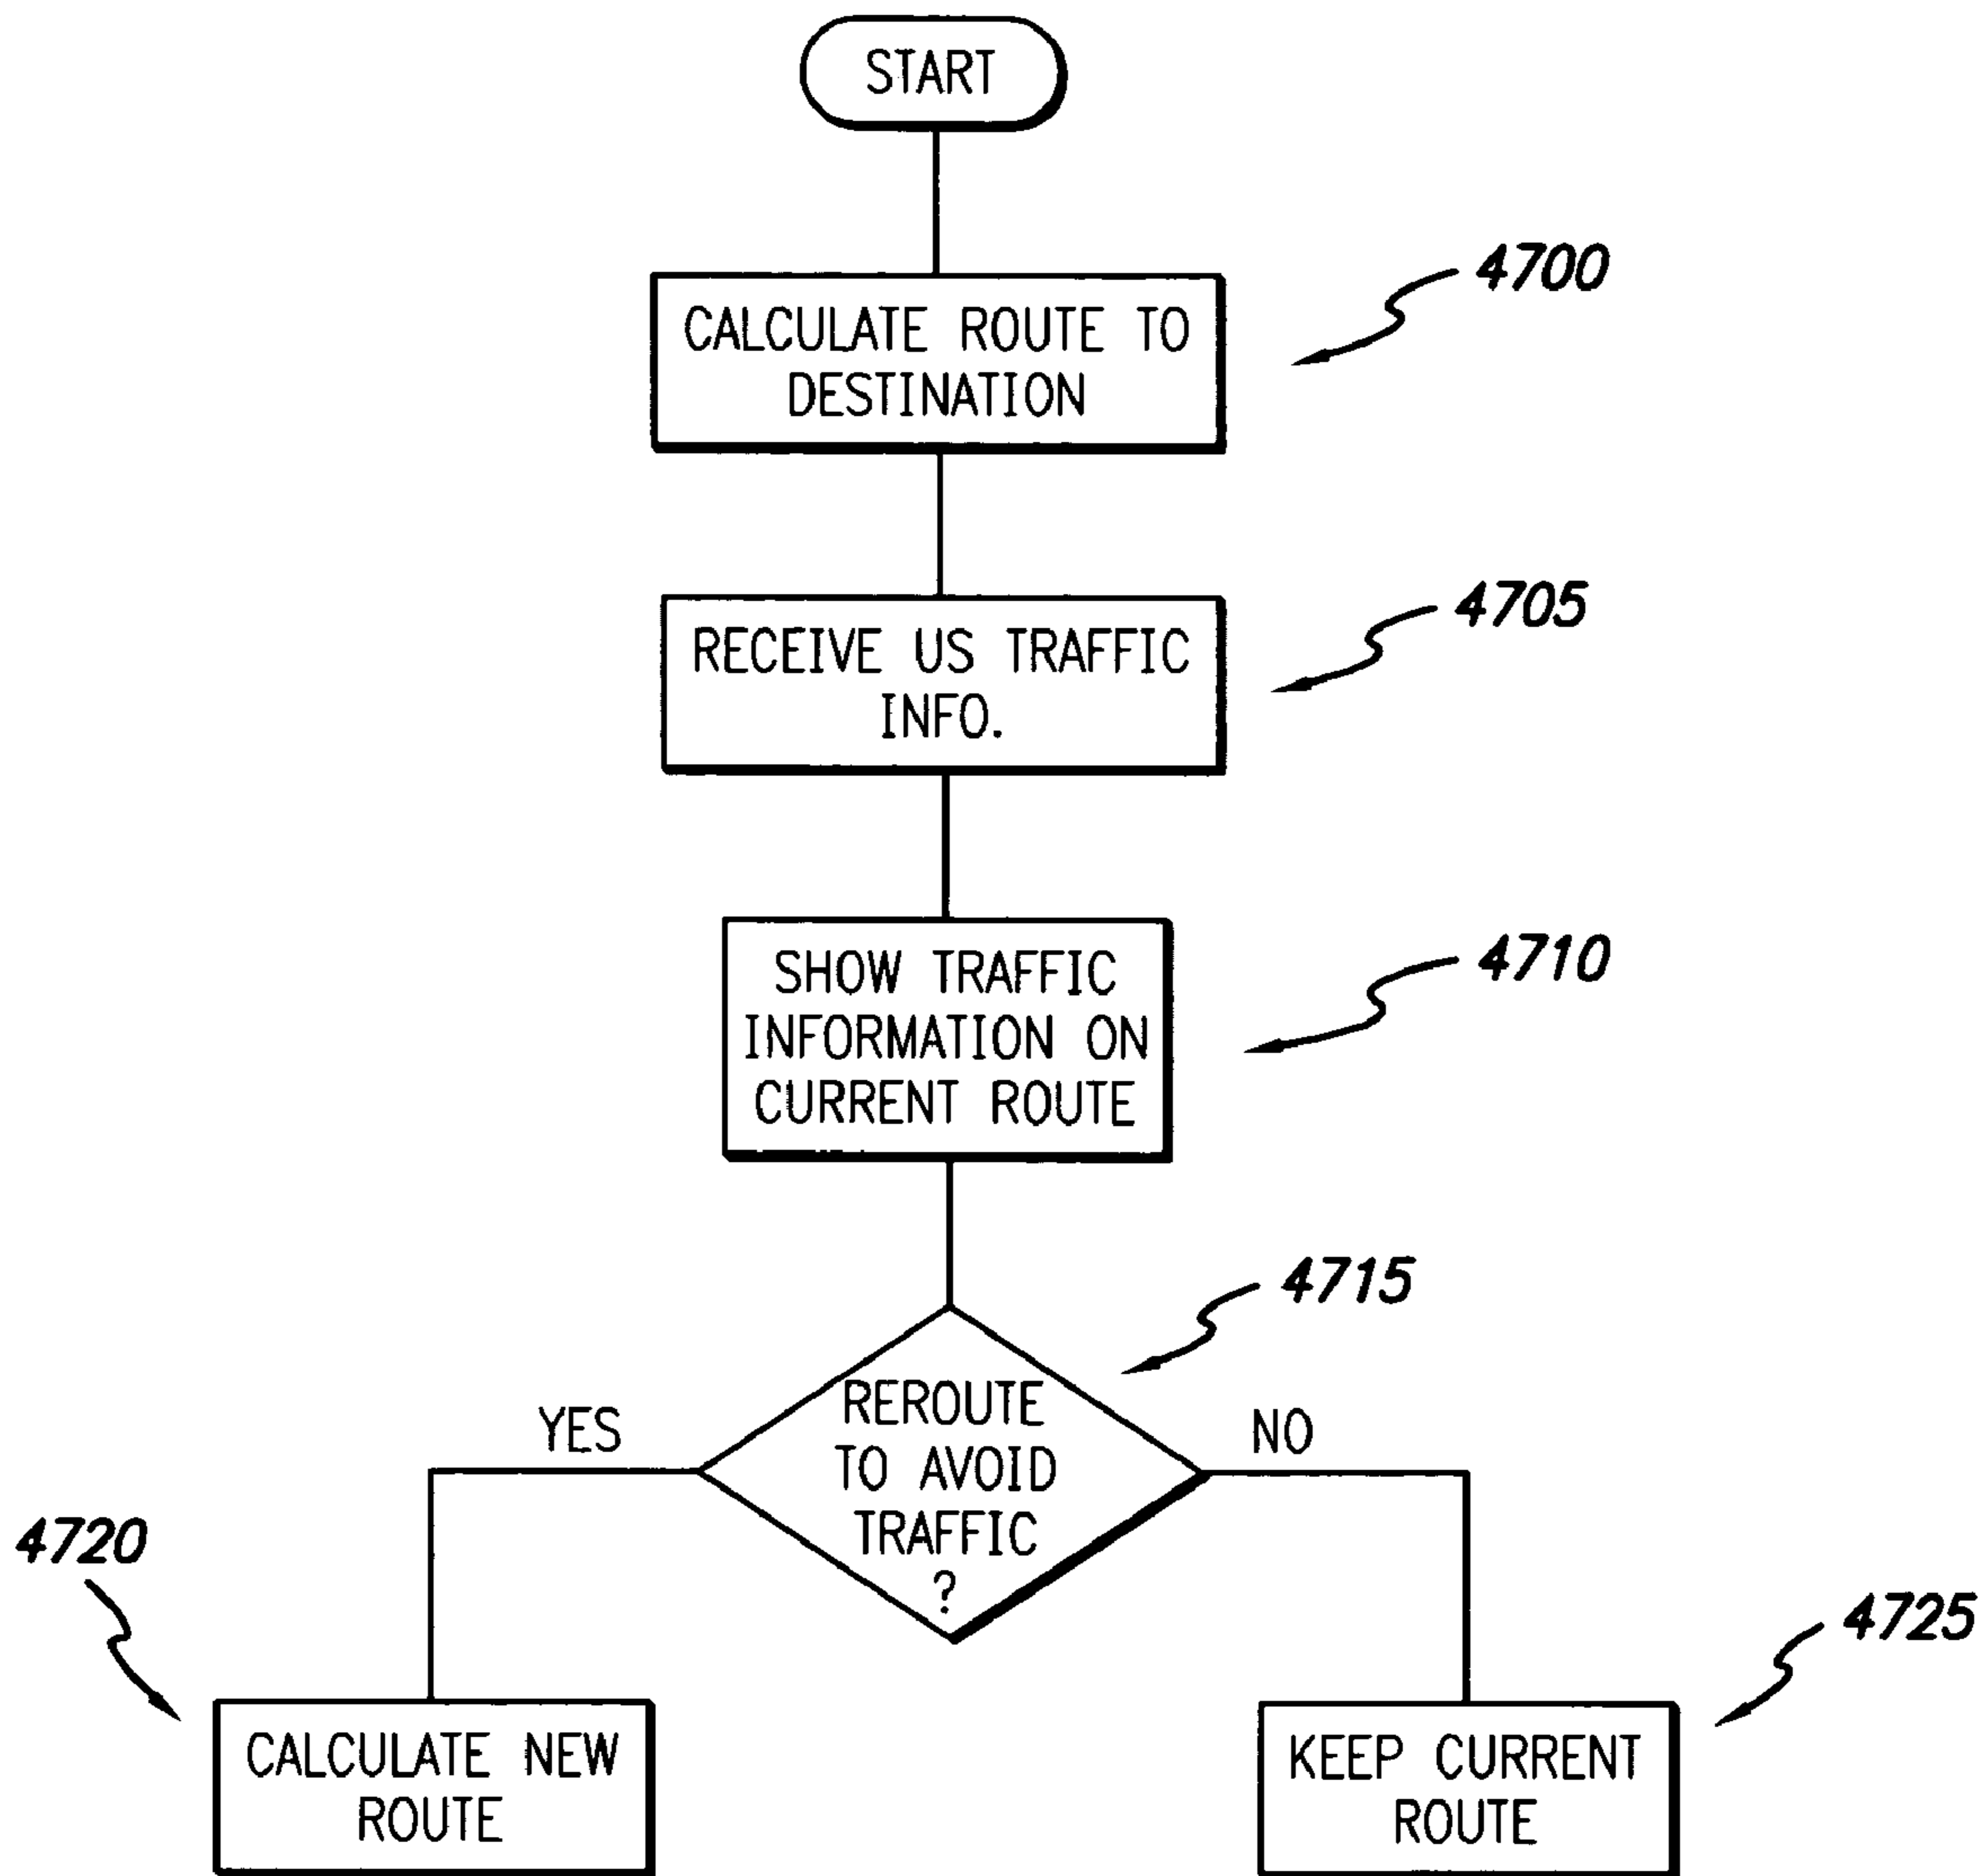 START
4700
CALCULATE ROUTE TO
DESTINATION
4705
RECEIVE US TRAFFIC
INFO.
4710
SHOW TRAFFIC
INFORMATION ON
CURRENT ROUTE
4715
REROUTE
TO AVOID
TRAFFIC
?
YES
NO
4720
4725
CALCULATE NEW
ROUTE
KEEP CURRENT
ROUTE